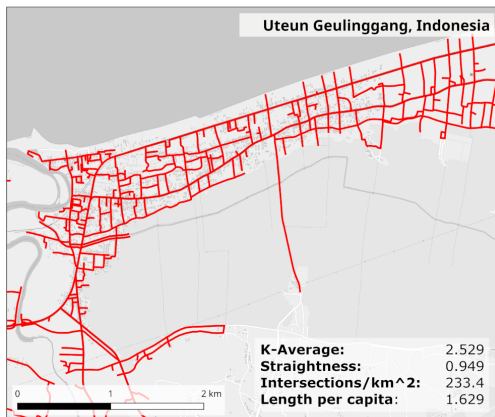 Uteun Geulinggang, Indonesia
K-Average: 2.529
Straightness: 0.949
Intersections/km^2: 233.4
Length per capita: 1.629
0 1 2 km